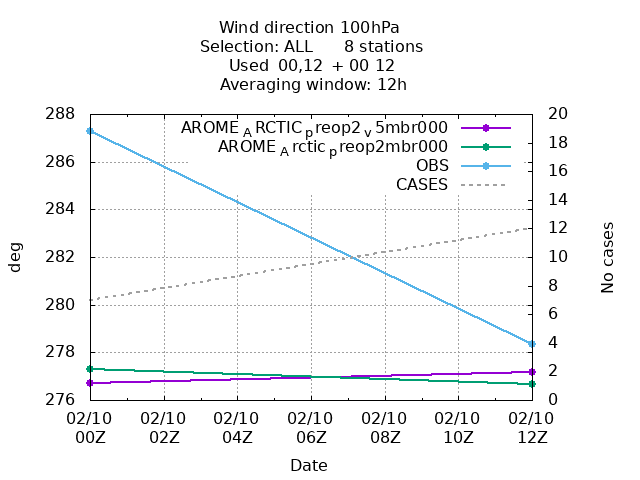 Wind direction 100hPa
Selection: ALL 8 stations
Used 00,12 + 00 12
Averaging window: 12h
288 20
AROME_ARCTIC_preop2_v5mbr000
18
AROME_Arctic_preop2mbr000
286 OBS 16
CASES
14
284
12
282 10
280 8
6
278 4
2
276 0
deg
No cases
02/10 02/10 02/10 02/10 02/10 02/10 02/10
00Z 02Z 04Z 06Z 08Z 10Z 12Z
Date